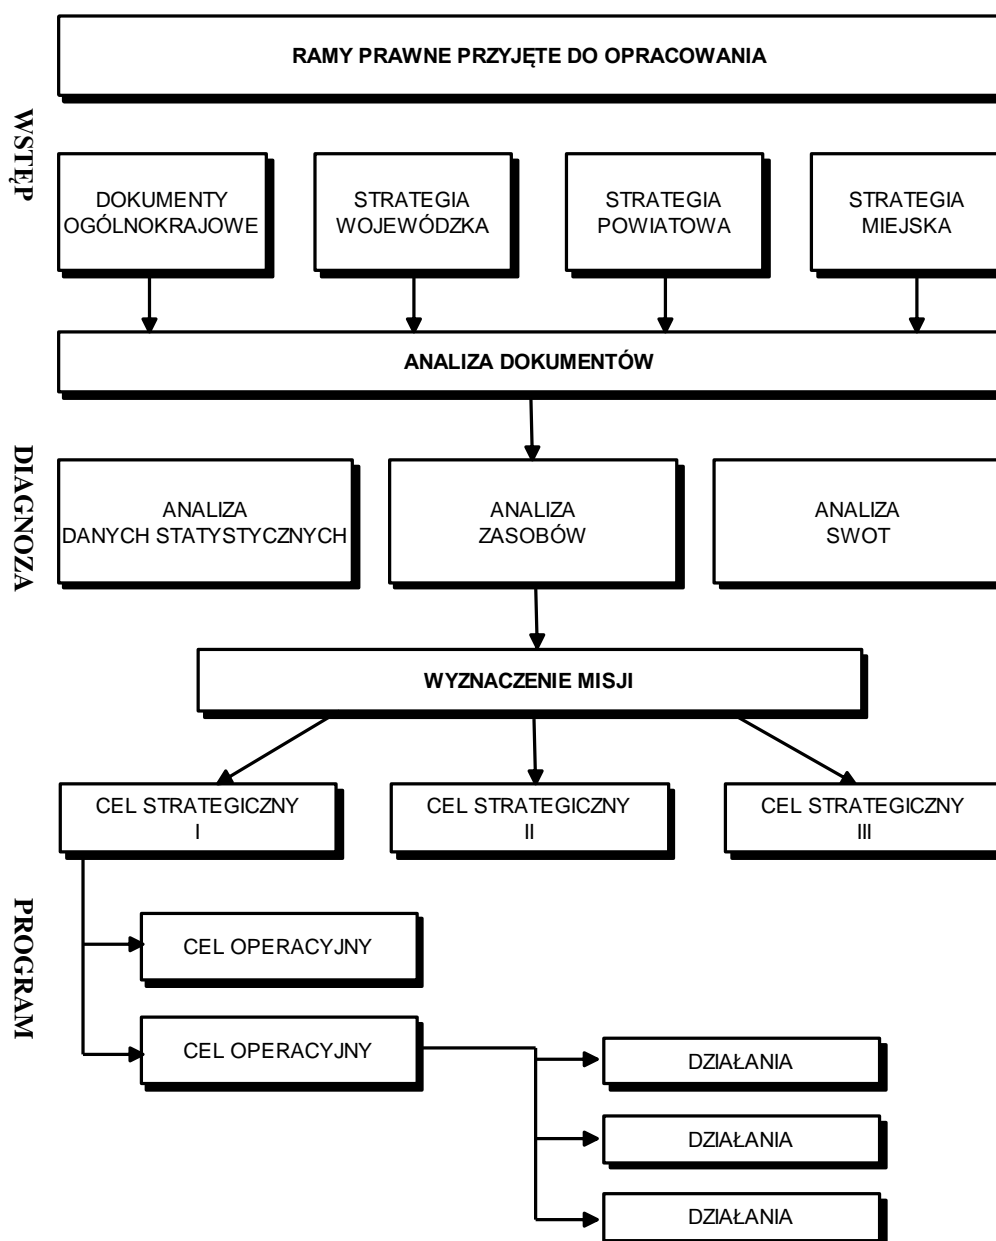 RAMY PRAWNE PRZYJĘTE DO OPRACOWANIA
WSTĘP
DOKUMENTY
OGÓLNOKRAJOWE
STRATEGIA
WOJEWÓDZKA
STRATEGIA
POWIATOWA
STRATEGIA
MIEJSKA
ANALIZA DOKUMENTÓW
DIAGNOZA
ANALIZA
DANYCH STATYSTYCZNYCH
ANALIZA
ZASOBÓW
ANALIZA
SWOT
WYZNACZENIE MISJI
CEL STRATEGICZNY
I
CEL STRATEGICZNY
II
CEL STRATEGICZNY
III
PROGRAM
CEL OPERACYJNY
CEL OPERACYJNY
DZIAŁANIA
DZIAŁANIA
DZIAŁANIA